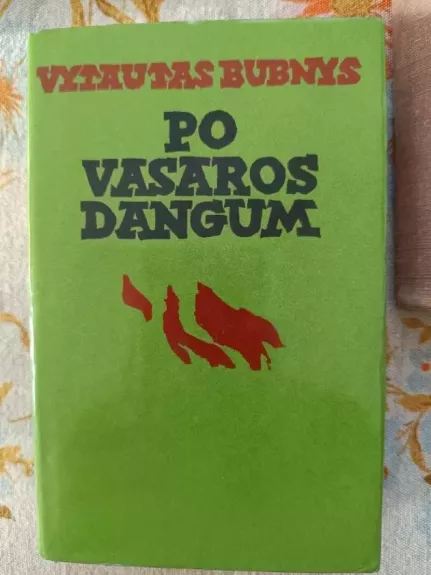 VYTAUTAS BUBNYS
PO
VASAROS
DANGUM